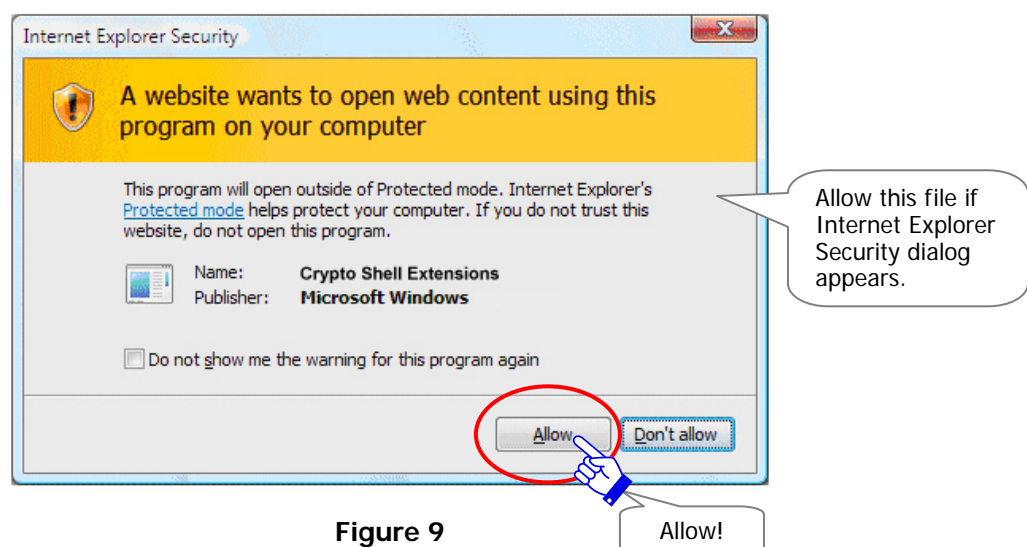 Internet Explorer Security
A website wants to open web content using this
program on your computer
This program will open outside of Protected mode. Internet Explorer's
Protected mode helps protect your computer. If you do not trust this
website, do not open this program.
Name: Crypto Shell Extensions
Publisher: Microsoft Windows
Do not show me the warning for this program again
Allow Don't allow
Allow this file if
Internet Explorer
Security dialog
appears.
Figure 9
Allow!